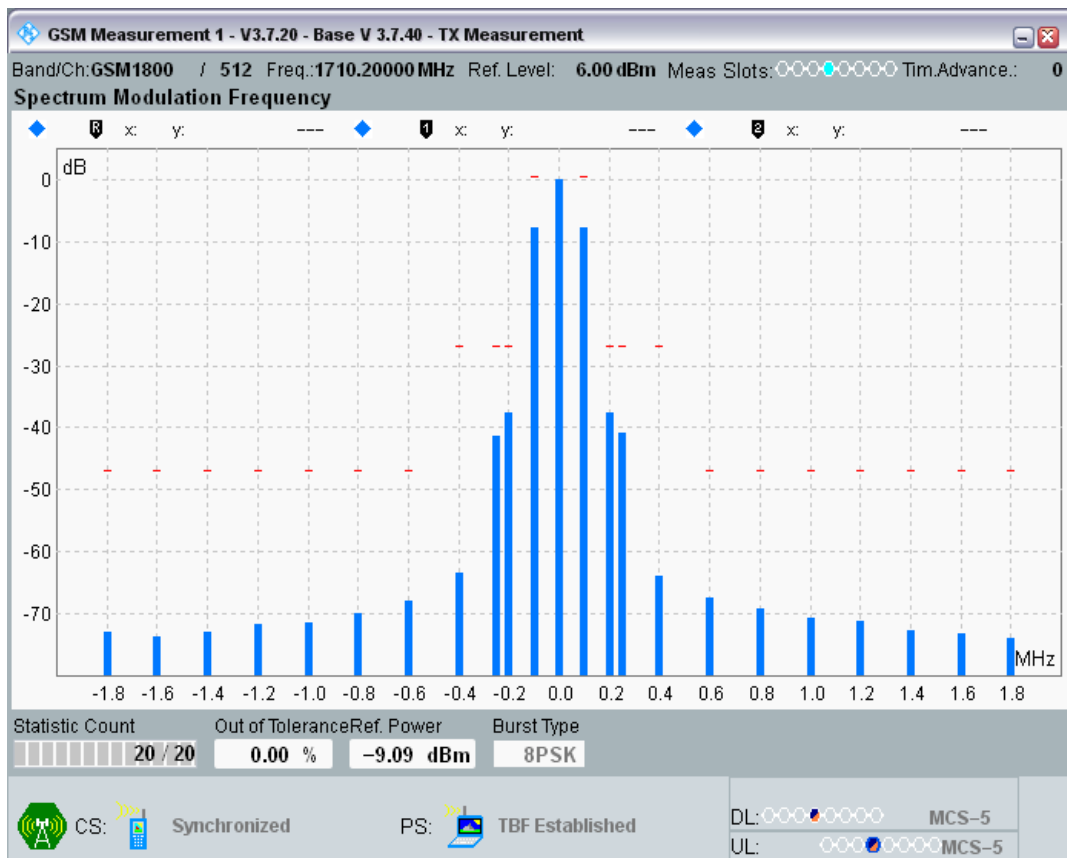 GSM Measurement 1 - V3.7.20 - Base V 3.7.40 - TX Measurement
Band/Ch:GSM1800 / 512 Freq.:1710.20000 MHz Ref. Level: 6.00 dBm Meas Slots: Tim.Advance.: 0
Spectrum Modulation Frequency
R x: y: --- 1 x: y: --- 2 x: y: ---
dB
0
-10
-20
-30
-40
-50
-60
-70
MHz
-1.8 -1.6 -1.4 -1.2 -1.0 -0.8 -0.6 -0.4 -0.2 0.0 0.2 0.4 0.6 0.8 1.0 1.2 1.4 1.6 1.8
Statistic Count Out of Tolerance Ref. Power Burst Type
20 / 20 0.00 % -9.09 dBm 8PSK
CS: Synchronized PS: TBF Established
DL: MCS-5
UL: MCS-5